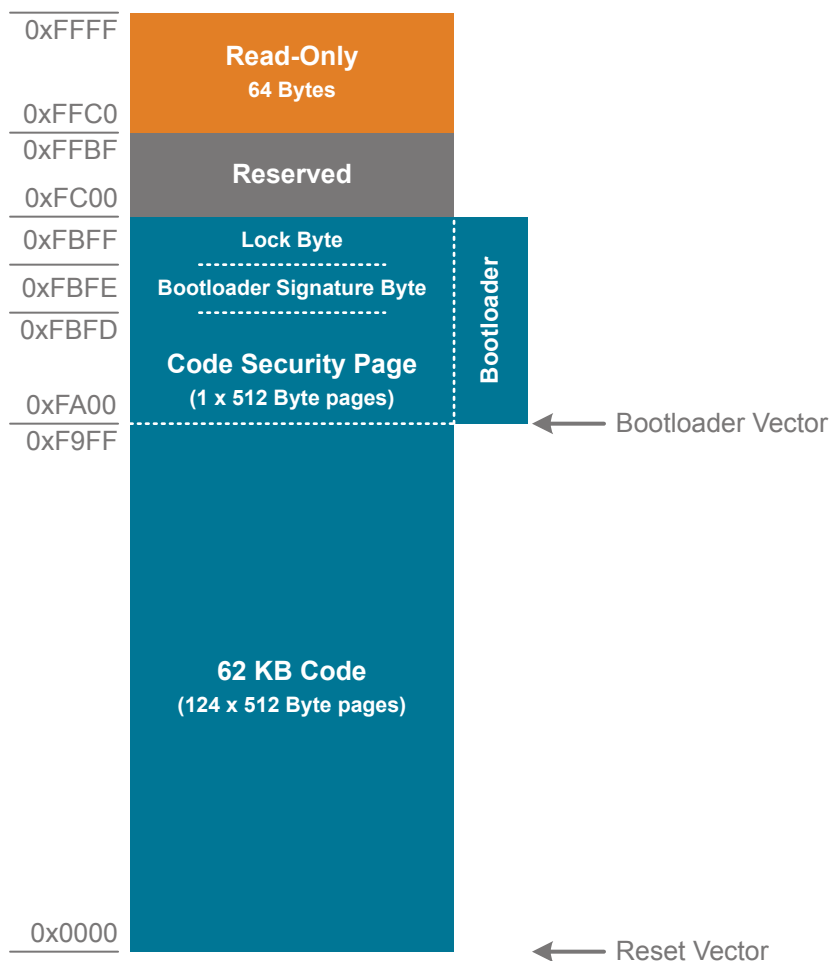 0xFFFF
Read-Only
64 Bytes
0xFFC0
0xFFBF
Reserved
0xFC00
0xFBFF
Lock Byte
0xFBFE
Bootloader Signature Byte
0xFBFD
Code Security Page
(1 x 512 Byte pages)
Bootloader
0xFA00
Bootloader Vector
0xF9FF
62 KB Code
(124 x 512 Byte pages)
0x0000
Reset Vector